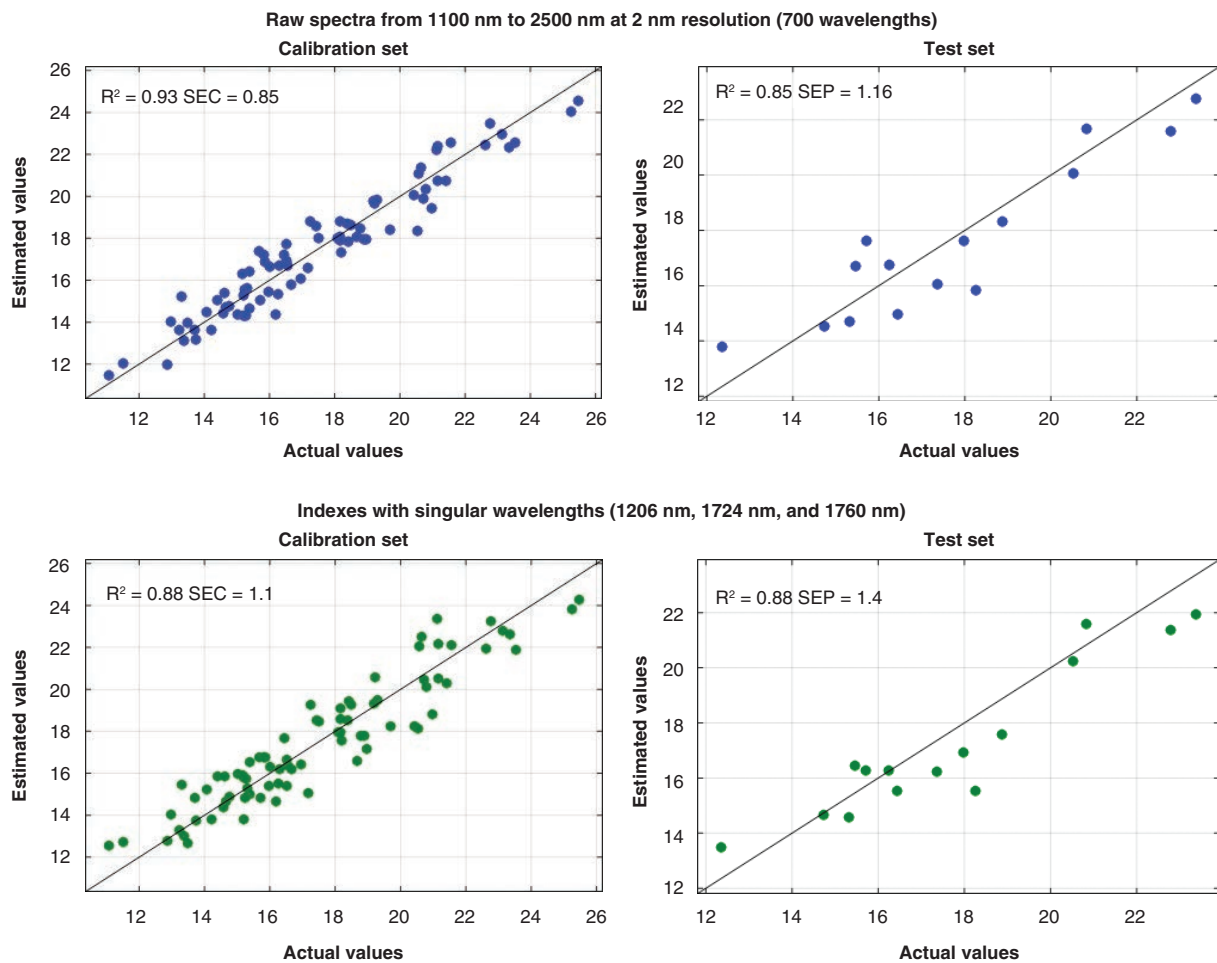 Raw spectra from 1100 nm to 2500 nm at 2 nm resolution (700 wavelengths)
Calibration set
R² = 0.93 SEC = 0.85
26
24
22
20
18
16
14
12
Estimated values
12 14 16 18 20 22 24 26
Actual values
Test set
R² = 0.85 SEP = 1.16
22
20
18
16
14
12
Estimated values
12 14 16 18 20 22
Actual values
Indexes with singular wavelengths (1206 nm, 1724 nm, and 1760 nm)
Calibration set
R² = 0.88 SEC = 1.1
26
24
22
20
18
16
14
12
Estimated values
12 14 16 18 20 22 24 26
Actual values
Test set
R² = 0.88 SEP = 1.4
22
20
18
16
14
12
Estimated values
12 14 16 18 20 22
Actual values